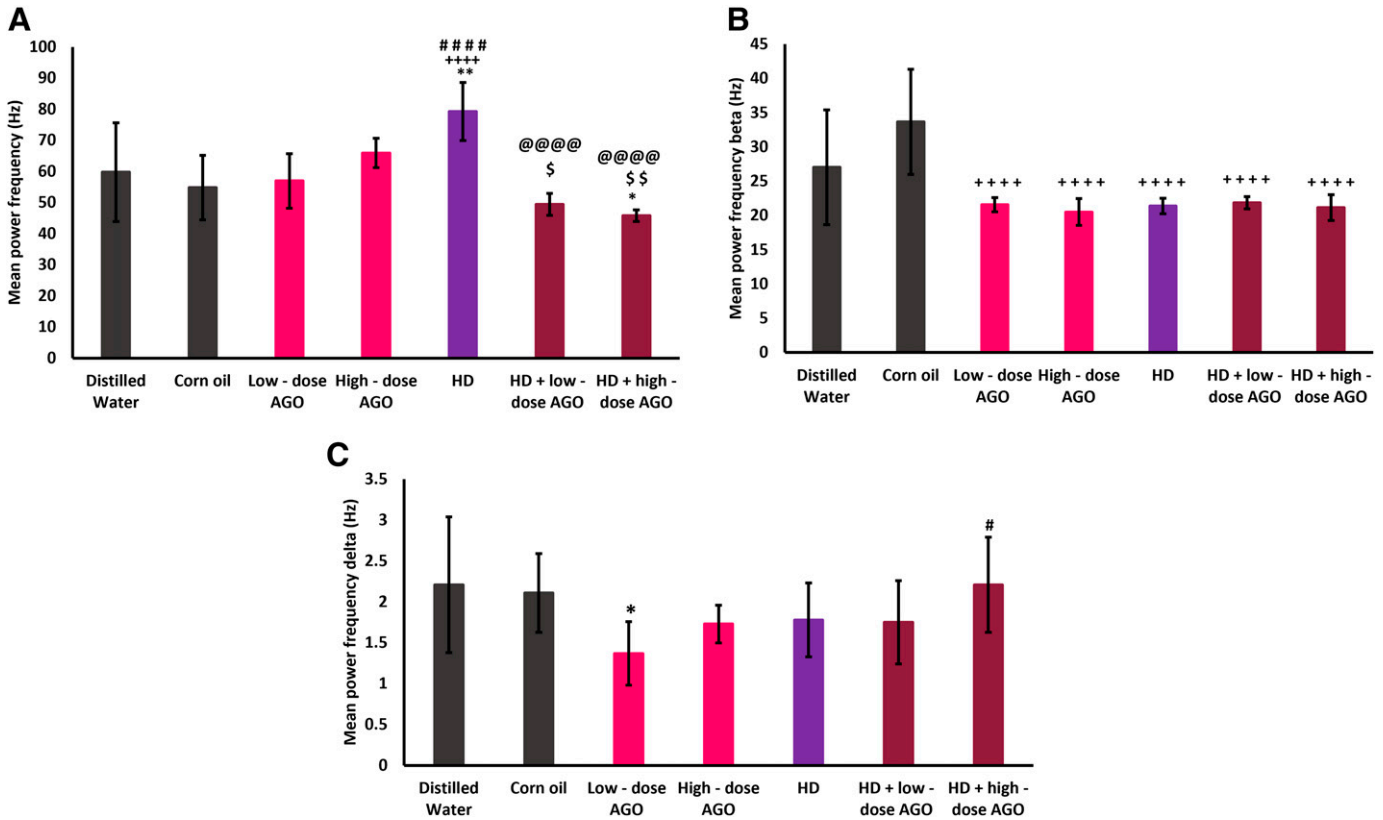 A
Mean power frequency (Hz)
100
90
80
70
60
50
40
30
20
10
0
# # # #
++++
**
@@@@
$
@@@@
$ $
*
Distilled
Water
Corn oil
Low - dose
AGO
High - dose
AGO
HD
HD + low -
dose AGO
HD + high -
dose AGO
B
Mean power frequency beta (Hz)
45
40
35
30
25
20
15
10
5
0
+ + + +
+ + + +
+ + + +
+ + + +
+ + + +
Distilled
Water
Corn oil
Low - dose
AGO
High - dose
AGO
HD
HD + low -
dose AGO
HD + high -
dose AGO
C
Mean power frequency delta (Hz)
3.5
3
2.5
2
1.5
1
0.5
0
*
#
Distilled
Water
Corn oil
Low - dose
AGO
High - dose
AGO
HD
HD + low -
dose AGO
HD + high -
dose AGO